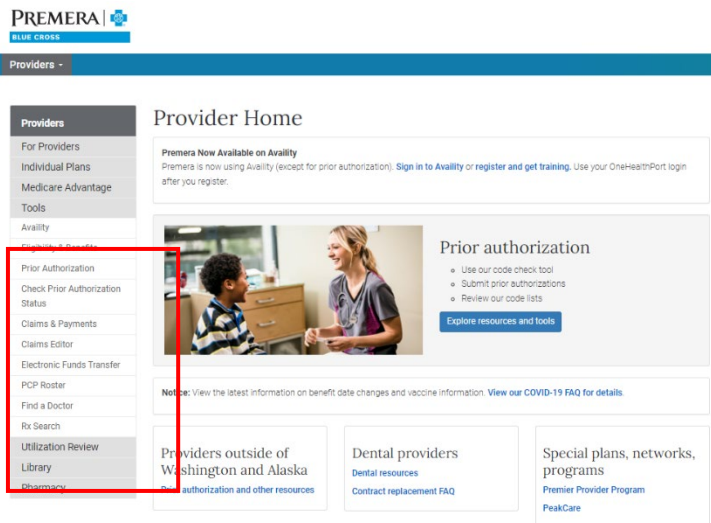 PREMERA
BLUE CROSS
Providers -
Providers
For Providers
Individual Plans
Medicare Advantage
Tools
Availity
Eligibility & Benefits
Prior Authorization
Check Prior Authorization
Status
Claims & Payments
Claims Editor
Electronic Funds Transfer
PCP Roster
Find a Doctor
Rx Search
Utilization Review
Library
Pharmacy
Provider Home
Premera Now Available on Availity
Premera is now using Availity (except for prior authorization). Sign in to Availity or register and get training. Use your OneHealthPort login
after you register.
Prior authorization
Use our code check tool
Submit prior authorizations
Review our code lists
Explore resources and tools
Notice: View the latest information on benefit date changes and vaccine information. View our COVID-19 FAQ for details.
Providers outside of
Washington and Alaska
Prior authorization and other resources
Dental providers
Dental resources
Contract replacement FAQ
Special plans, networks,
programs
Premier Provider Program
PeakCare